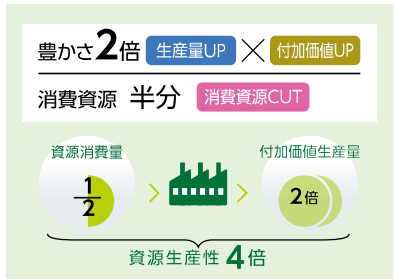 豊かさ2倍 生産量UP × 付加価値UP
消費資源 半分 消費資源CUT
資源消費量 付加価値生産量
1/2 2倍
資源生産性 4倍